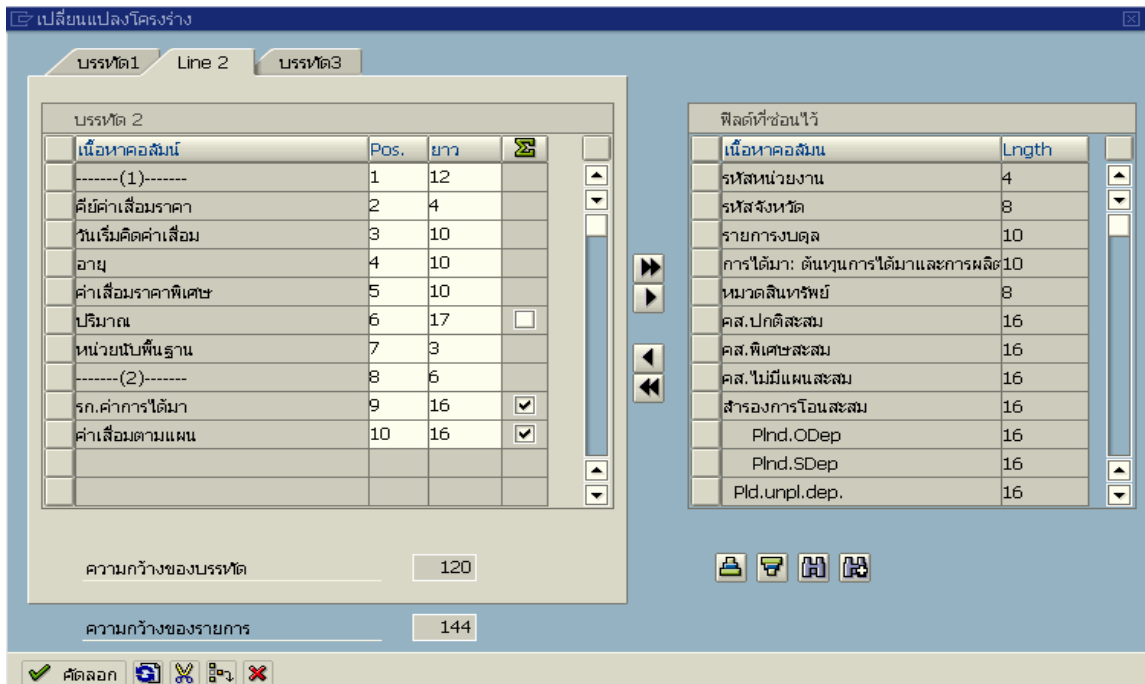 เปลี่ยนแปลงโครงร่าง
บรรทัด1 Line 2 บรรทัด3
บรรทัด 2
เนื้อหาคอลัมน์ Pos. ยาว
-------(1)------- 1 12
คีย์ค่าเสื่อมราคา 2 4
วันเริ่มคิดค่าเสื่อม 3 10
อายุ 4 10
ค่าเสื่อมราคาพิเศษ 5 10
ปริมาณ 6 17
หน่วยนับพื้นฐาน 7 3
-------(2)------- 8 6
รก.ค่าการได้มา 9 16
ค่าเสื่อมตามแผน 10 16
ความกว้างของบรรทัด 120
ความกว้างของรายการ 144
ฟิลด์ที่ซ่อนไว้
เนื้อหาคอลัมน Lngth
รหัสหน่วยงาน 4
รหัสจังหวัด 8
รายการงบดุล 10
การได้มา: ต้นทุนการได้มาและการผลิต 10
หมวดสินทรัพย์ 8
คส.ปกติสะสม 16
คส.พิเศษสะสม 16
คส.ไม่มีแผนสะสม 16
สำรองการโอนสะสม 16
Plnd.ODep 16
Plnd.SDep 16
Pld.unpl.dep. 16
คัดลอก